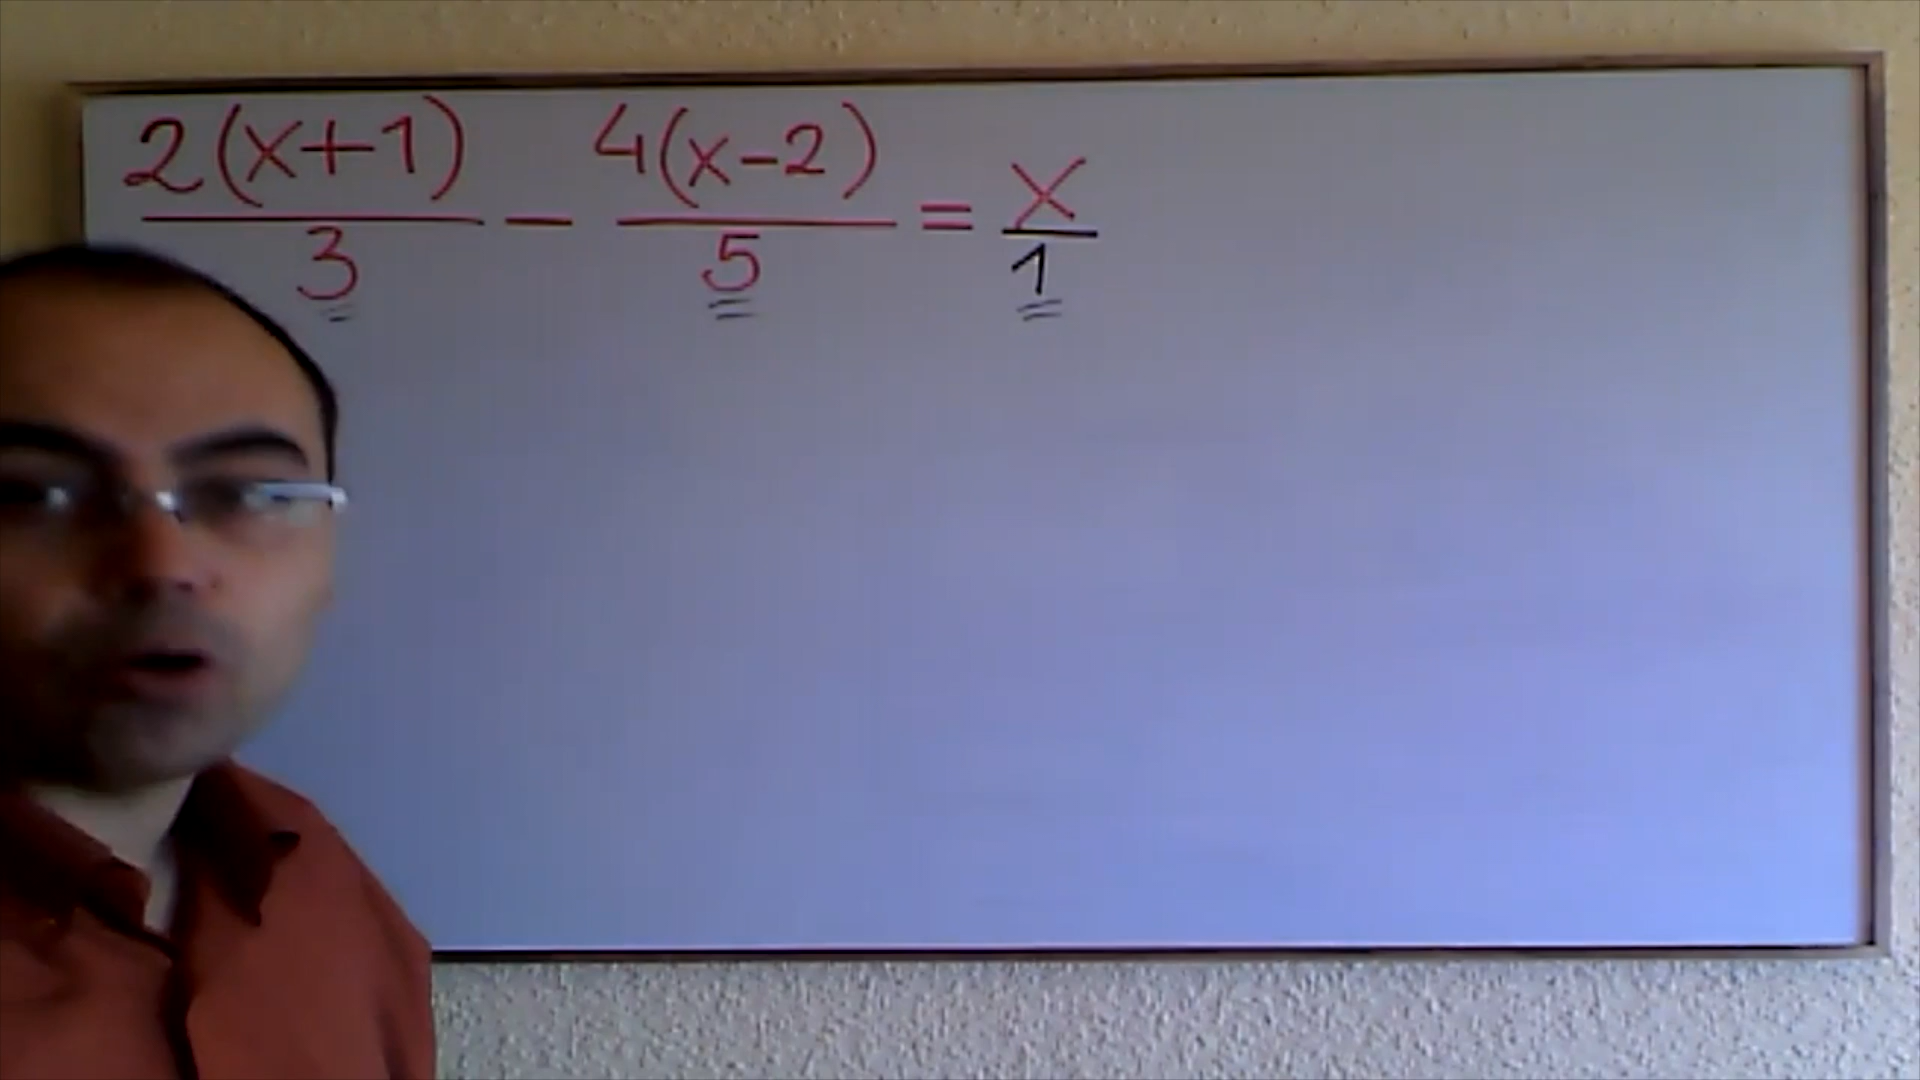 2(x+1)/3 - 4(x-2)/5 = x/1